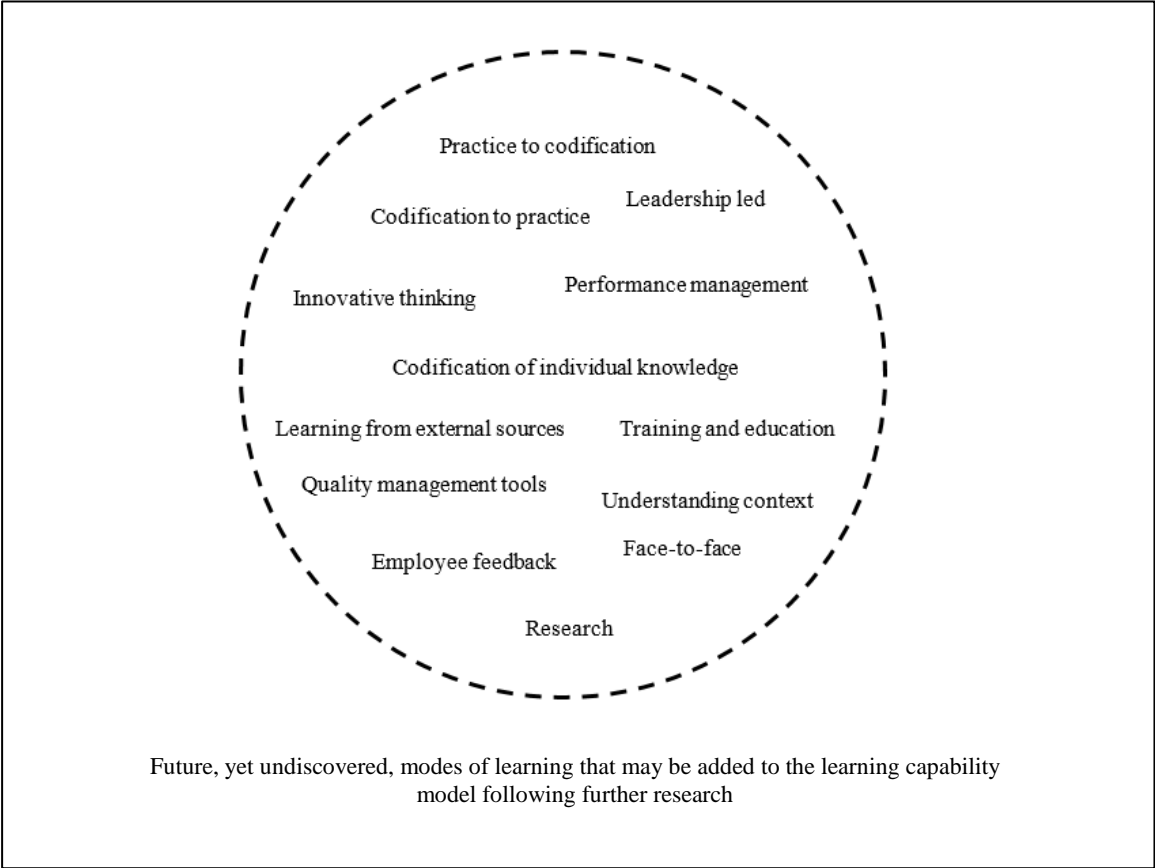 Practice to codification
Leadership led
Codification to practice
Performance management
Innovative thinking
Codification of individual knowledge
Learning from external sources
Training and education
Quality management tools
Understanding context
Face-to-face
Employee feedback
Research
Future, yet undiscovered, modes of learning that may be added to the learning capability
model following further research